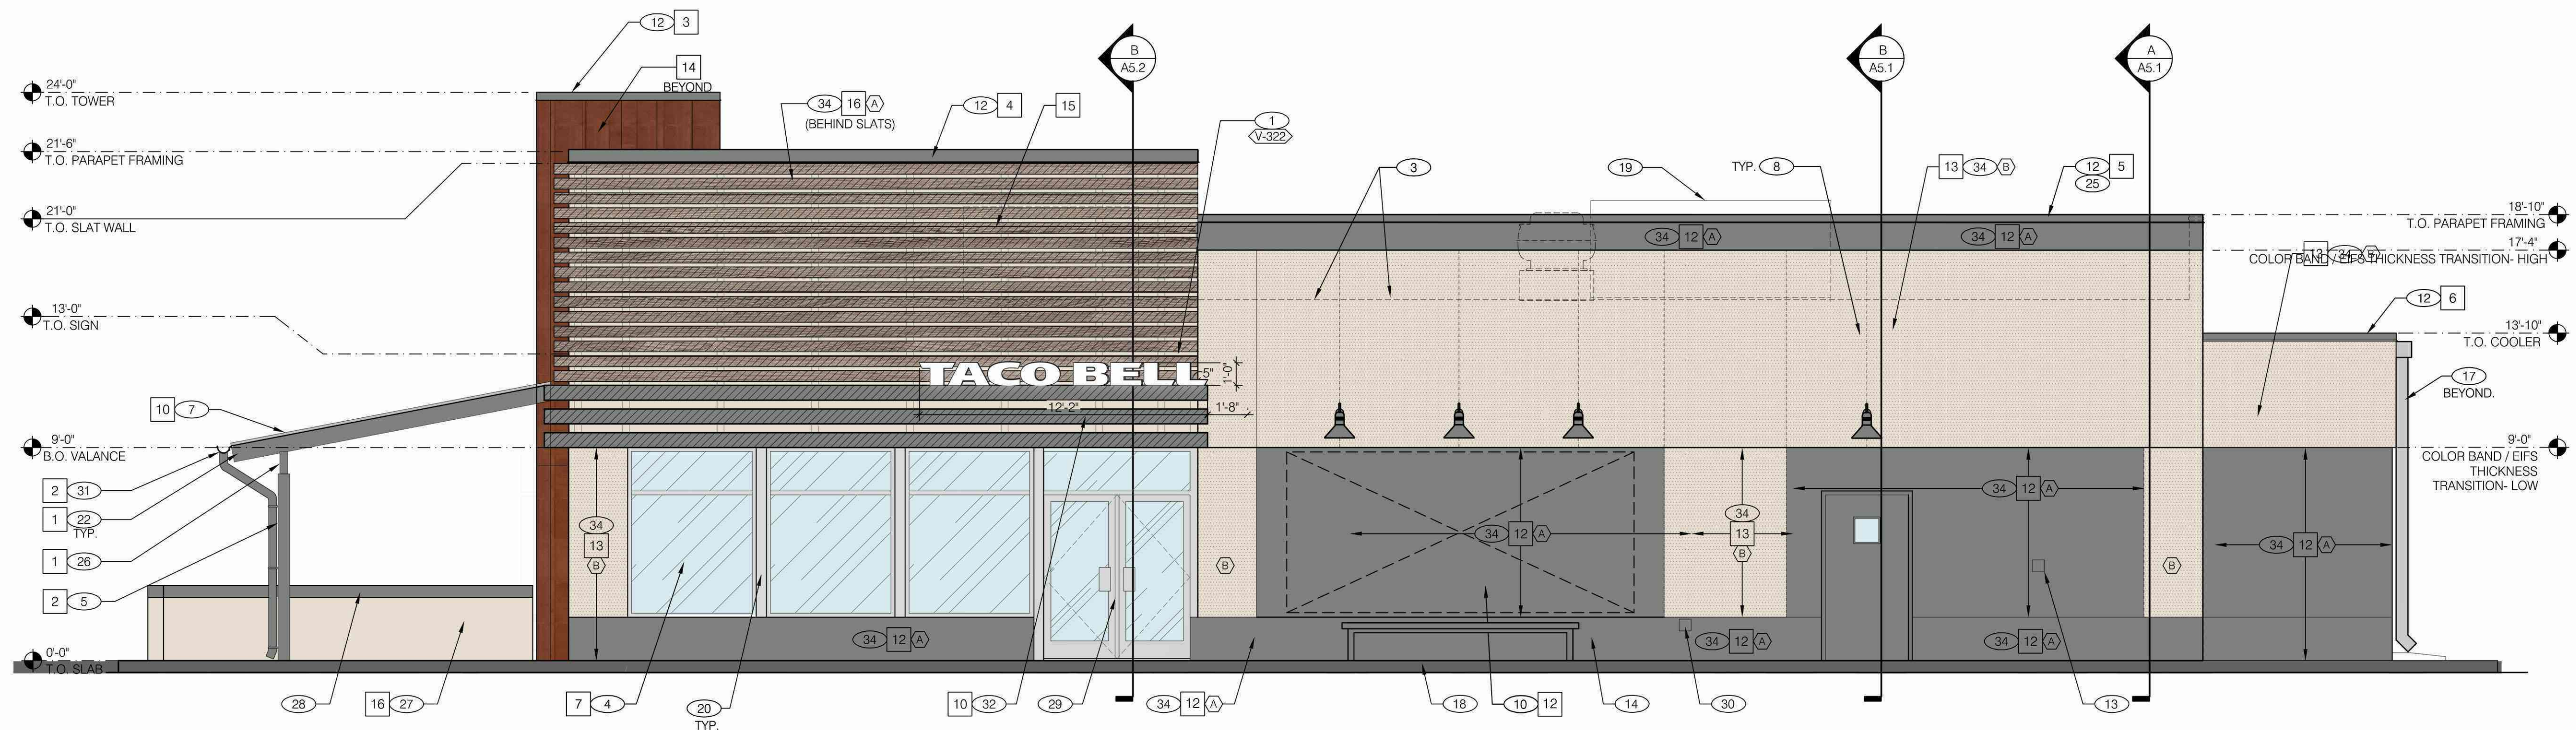 12 3
14
BEYOND
B
A5.2
B
A5.1
A
A5.1
24'-0"
T.O. TOWER
34 16 A
(BEHIND SLATS)
12 4
15
1
V-322
21'-6"
T.O. PARAPET FRAMING
3
19
TYP. 8
13 34 B
12 5
25
21'-0"
T.O. SLAT WALL
18'-10"
T.O. PARAPET FRAMING
34 12 A
34 12 A
17'-4"
COLOR BAND / EIFS THICKNESS TRANSITION- HIGH
13 34 B
12 6
13'-0"
T.O. SIGN
13'-10"
T.O. COOLER
TACO BELL
5"
1'-0"
17
BEYOND.
10 7
12'-2"
1'-8"
9'-0"
B.O. VALANCE
9'-0"
COLOR BAND / EIFS
THICKNESS
TRANSITION- LOW
2 31
1 22
TYP.
1 26
2 5
34
13
B
B
34 12 A
34
13
B
34 12 A
B
34 12 A
34 12 A
34 12 A
34 12 A
0'-0"
T.O. SLAB
28
16 27
7 4
20
TYP.
10 32
29
34 12 A
18
10 12
14
30
13